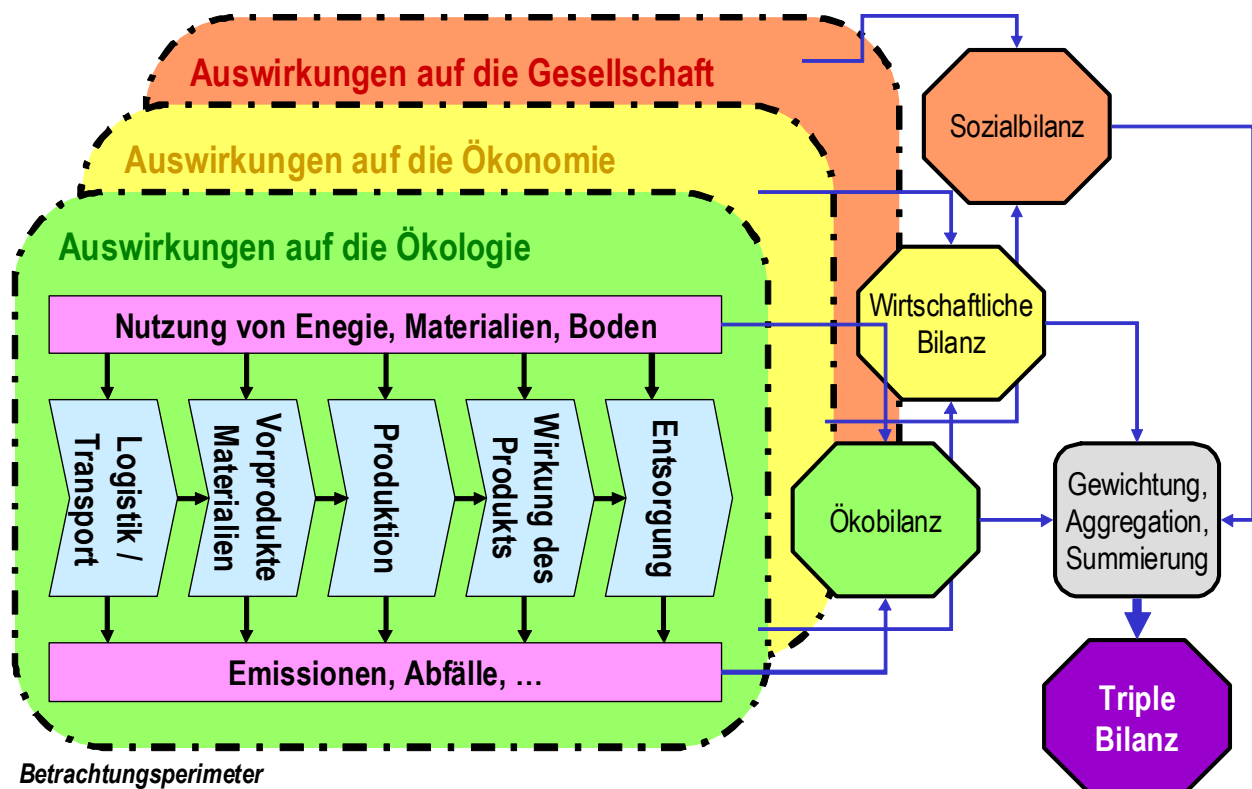 Auswirkungen auf die Gesellschaft
Sozialbilanz
Auswirkungen auf die Ökonomie
Auswirkungen auf die Ökologie
Wirtschaftliche
Bilanz
Nutzung von Enegie, Materialien, Boden
Logistik /
Transport
Vorprodukte
Materialien
Produktion
Wirkung des
Produkts
Entsorgung
Ökobilanz
Gewichtung,
Aggregation,
Summierung
Emissionen, Abfälle, …
Triple
Bilanz
Betrachtungsperimeter